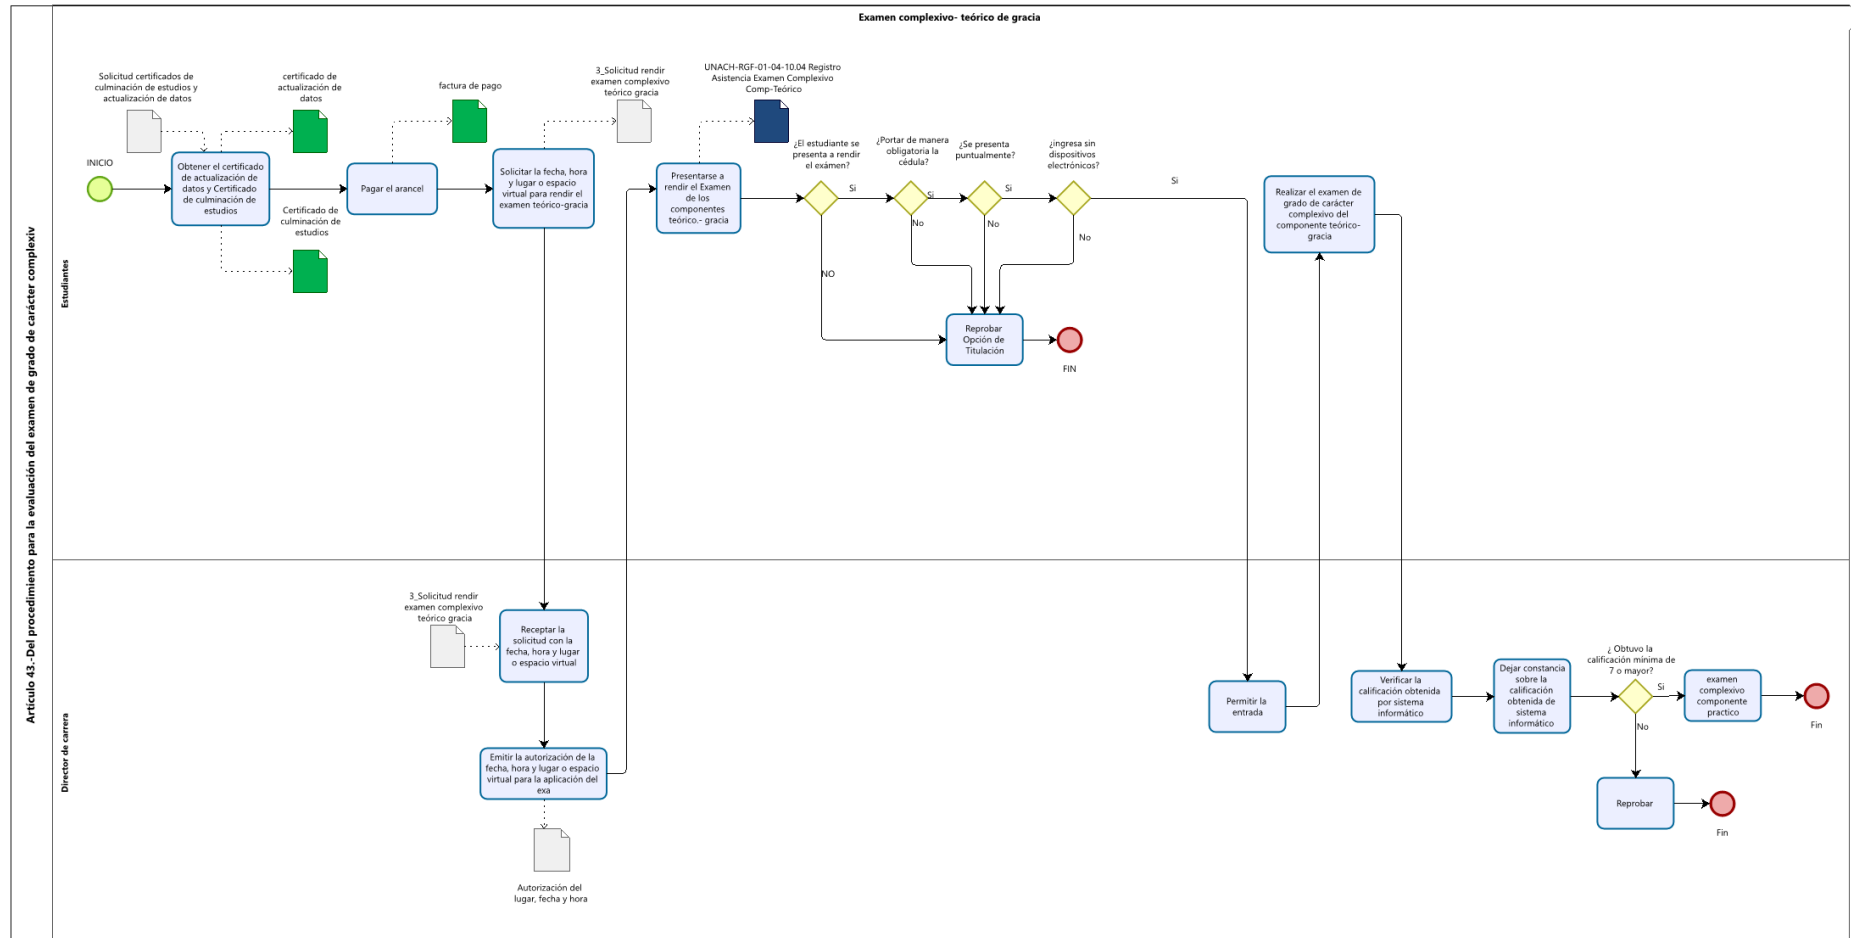 Examen complexivo- teórico de gracia
Artículo 43.-Del procedimiento para la evaluación del examen de grado de carácter complexiv
Estudiantes
INICIO
Solicitud certificados de
culminación de estudios y
actualización de datos
Obtener el certificado
de actualización de
datos y Certificado
de culminación de
estudios
certificado de
actualización de
datos
Certificado de
culminación de
estudios
Pagar el arancel
factura de pago
Solicitar la fecha, hora
y lugar o espacio
virtual para rendir el
examen teórico-gracia
3_Solicitud rendir
examen complexivo
teórico gracia
Presentarse a
rendir el Examen
de los
componentes
teórico.- gracia
UNACH-RGF-01-04-10.04 Registro
Asistencia Examen Complexivo
Comp-Teórico
¿El estudiante se
presenta a rendir
el exámen?
Si
NO
¿Portar de manera
obligatoria la
cédula?
Si
No
¿Se presenta
puntualmente?
Si
No
¿ingresa sin
dispositivos
electrónicos?
Si
No
Reprobar
Opción de
Titulación
FIN
Realizar el examen de
grado de carácter
complexivo del
componente teórico-
gracia
Director de carrera
3_Solicitud rendir
examen complexivo
teórico gracia
Receptar la
solicitud con la
fecha, hora y lugar
o espacio virtual
Emitir la autorización de la
fecha, hora y lugar o espacio
virtual para la aplicación del
exa
Autorización del
lugar, fecha y hora
Permitir la
entrada
Verificar la
calificación obtenida
por sistema
informático
Dejar constancia
sobre la
calificación
obtenida de
sistema
informático
¿ Obtuvo la
calificación mínima de
7 o mayor?
Si
No
examen
complexivo
componente
practico
Fin
Reprobar
Fin